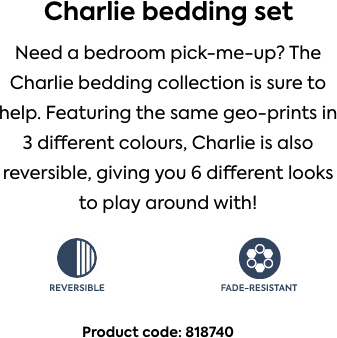 Charlie bedding set
Need a bedroom pick-me-up? The
Charlie bedding collection is sure to
help. Featuring the same geo-prints in
3 different colours, Charlie is also
reversible, giving you 6 different looks
to play around with!
REVERSIBLE FADE-RESISTANT
Product code: 818740